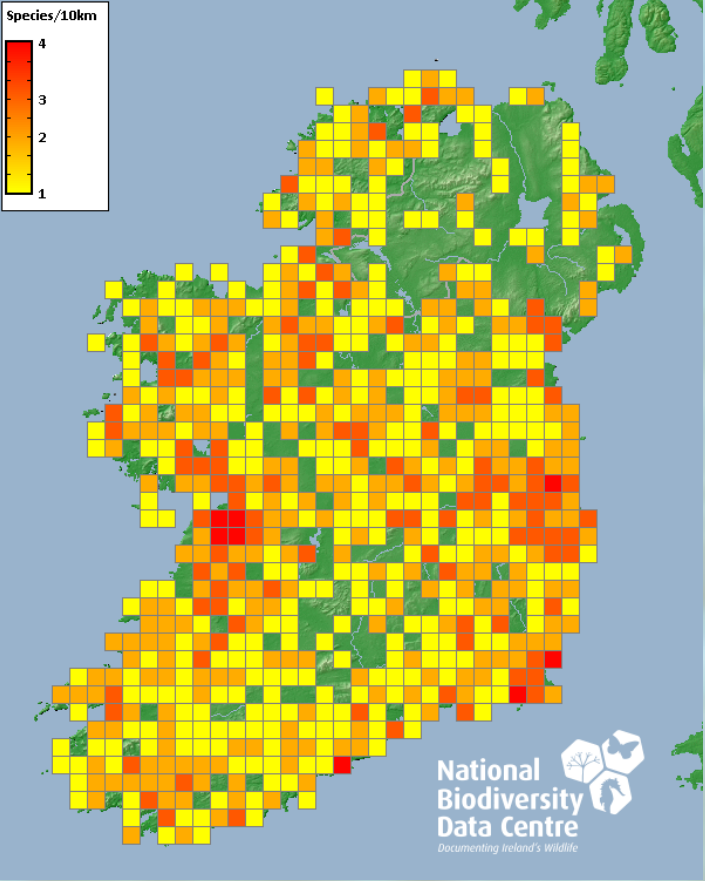 Species/10km
4
3
2
1
National
Biodiversity
Data Centre
Documenting Ireland's Wildlife